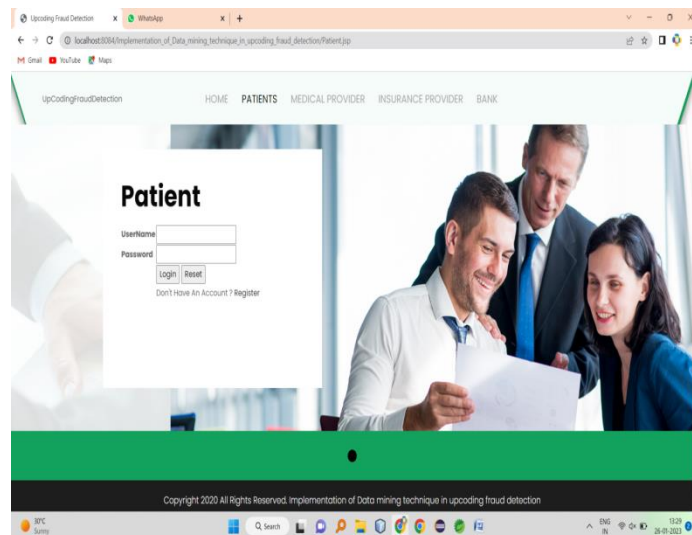 Upcoding Fraud Detection
WhatsApp
localhost:8084/Implementation_of_Data_mining_technique_in_upcoding_fraud_detection/Patient.jsp
Gmail YouTube Maps
UpCodingFraudDetection HOME PATIENTS MEDICAL PROVIDER INSURANCE PROVIDER BANK
Patient
UserName
Password
Login Reset
Don't Have An Account ? Register
Copyright 2020 All Rights Reserved. Implementation of Data mining technique in upcoding fraud detection
30°C
Sunny
Search
ENG
IN
13:29
26-01-2023